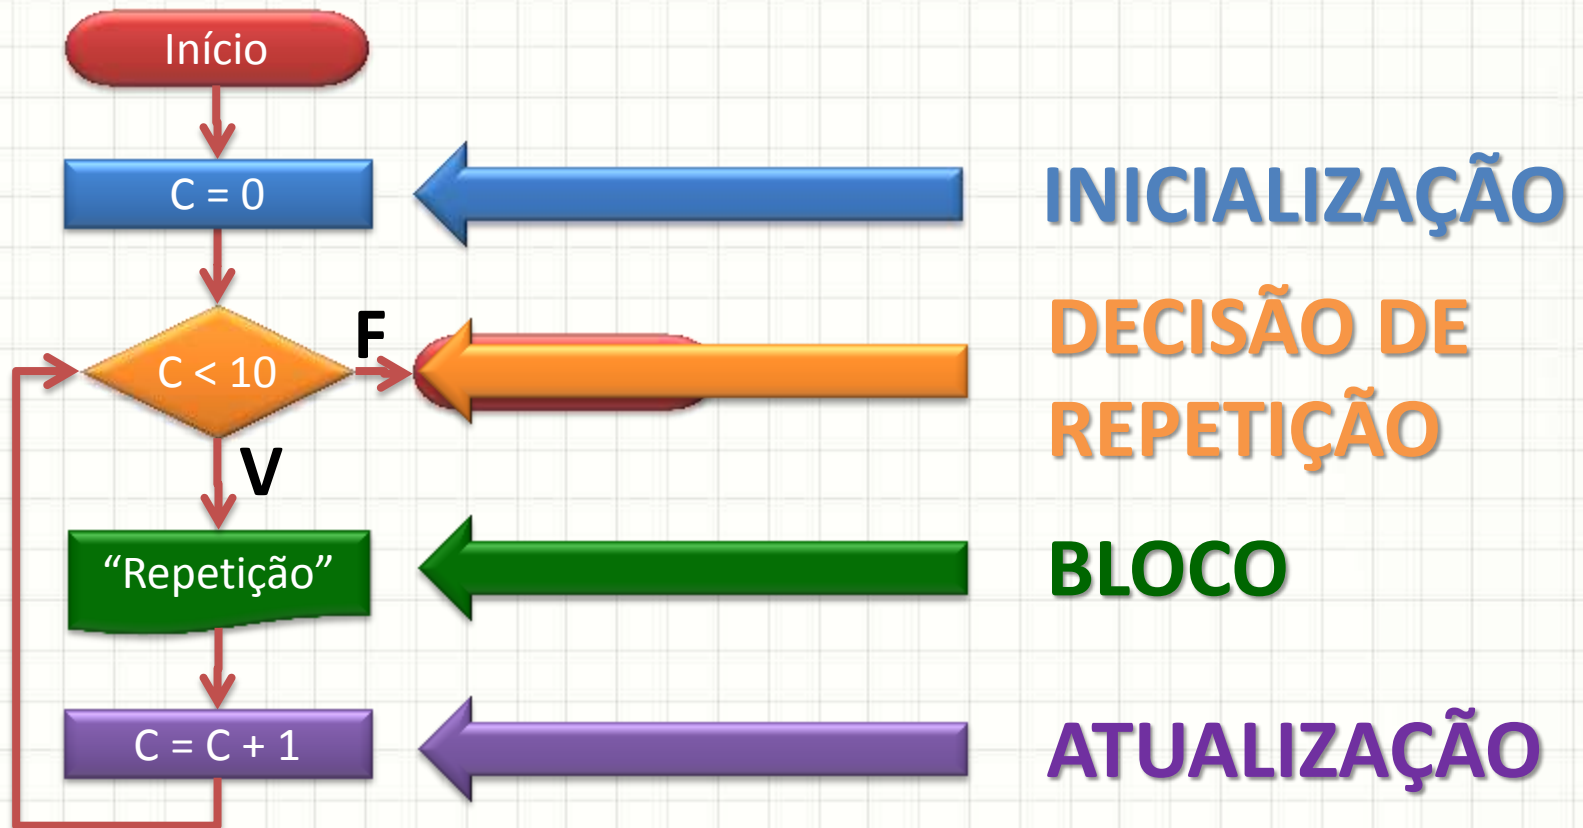 Início
C = 0
INICIALIZAÇÃO
C < 10
F
DECISÃO DE
REPETIÇÃO
V
“Repetição”
BLOCO
C = C + 1
ATUALIZAÇÃO